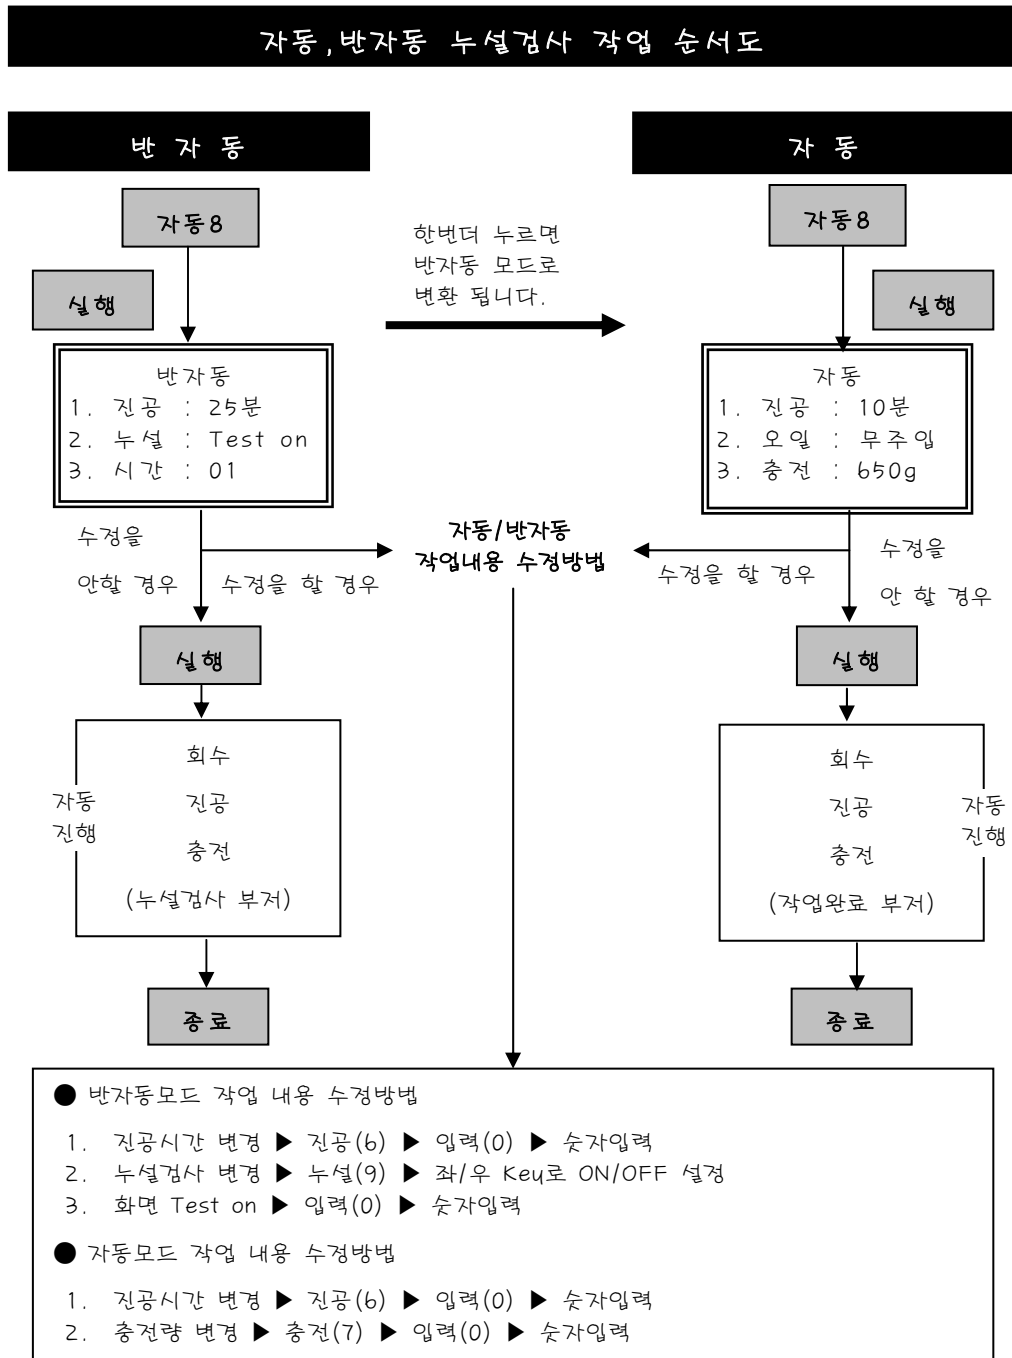 자동,반자동 누설검사 작업 순서도
반 자 동
자 동
자동8
실행
한번더 누르면
반자동 모드로
변환 됩니다.
자동8
실행
반자동
1. 진공 : 25분
2. 누설 : Test on
3. 시간 : 01
자동
1. 진공 : 10분
2. 오일 : 무주입
3. 충전 : 650g
수정을
안할 경우
수정을 할 경우
자동/반자동
작업내용 수정방법
수정을 할 경우
수정을
안 할 경우
실행
실행
자동
진행
회수
진공
충전
(누설검사 부저)
회수
진공
충전
(작업완료 부저)
자동
진행
종료
종료
● 반자동모드 작업 내용 수정방법
1. 진공시간 변경 ▶ 진공(6) ▶ 입력(0) ▶ 숫자입력
2. 누설검사 변경 ▶ 누설(9) ▶ 좌/우 Key로 ON/OFF 설정
3. 화면 Test on ▶ 입력(0) ▶ 숫자입력
● 자동모드 작업 내용 수정방법
1. 진공시간 변경 ▶ 진공(6) ▶ 입력(0) ▶ 숫자입력
2. 충전량 변경 ▶ 충전(7) ▶ 입력(0) ▶ 숫자입력